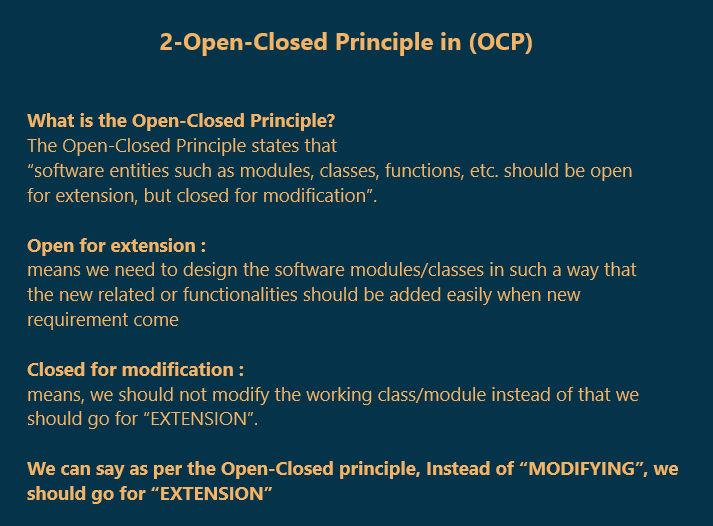 2-Open-Closed Principle in (OCP)
What is the Open-Closed Principle?
The Open-Closed Principle states that
“software entities such as modules, classes, functions, etc. should be open
for extension, but closed for modification”.
Open for extension :
means we need to design the software modules/classes in such a way that
the new related or functionalities should be added easily when new
requirement come
Closed for modification :
means, we should not modify the working class/module instead of that we
should go for “EXTENSION”.
We can say as per the Open-Closed principle, Instead of “MODIFYING”, we
should go for “EXTENSION”